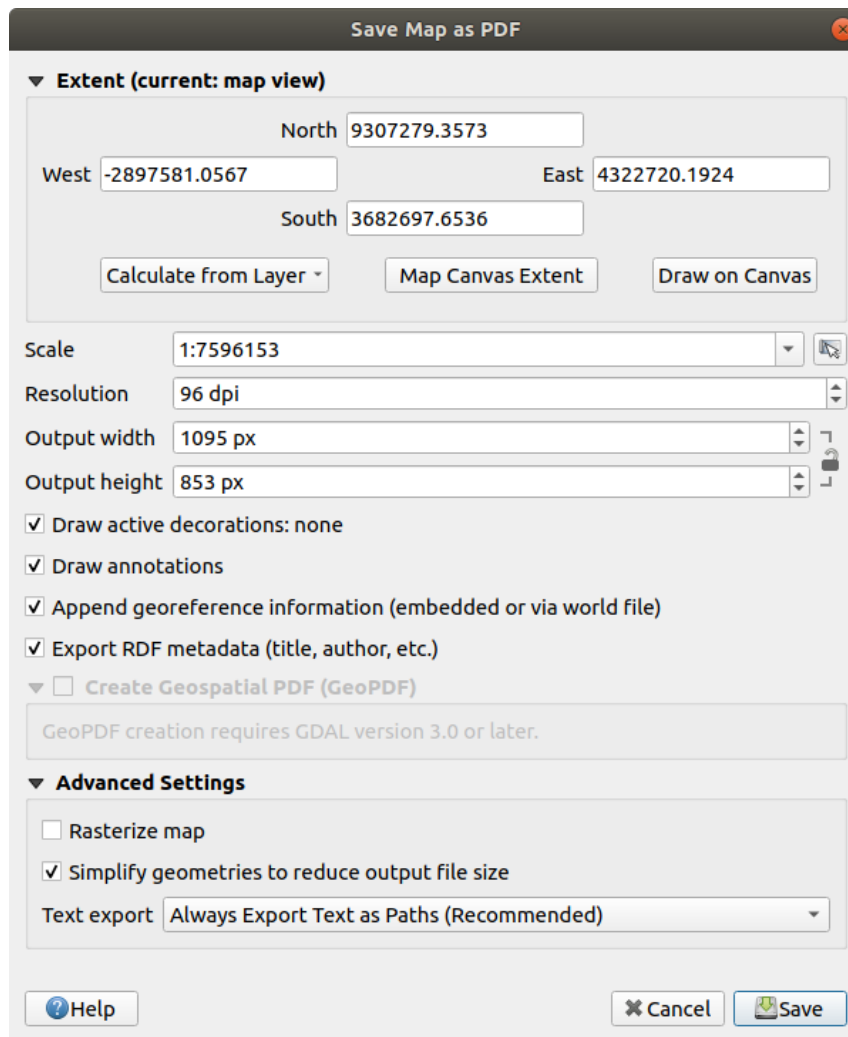 Save Map as PDF
Extent (current: map view)
North 9307279.3573
West -2897581.0567 East 4322720.1924
South 3682697.6536
Calculate from Layer Map Canvas Extent Draw on Canvas
Scale 1:7596153
Resolution 96 dpi
Output width 1095 px
Output height 853 px
Draw active decorations: none
Draw annotations
Append georeference information (embedded or via world file)
Export RDF metadata (title, author, etc.)
Create Geospatial PDF (GeoPDF)
GeoPDF creation requires GDAL version 3.0 or later.
Advanced Settings
Rasterize map
Simplify geometries to reduce output file size
Text export Always Export Text as Paths (Recommended)
Help Cancel Save